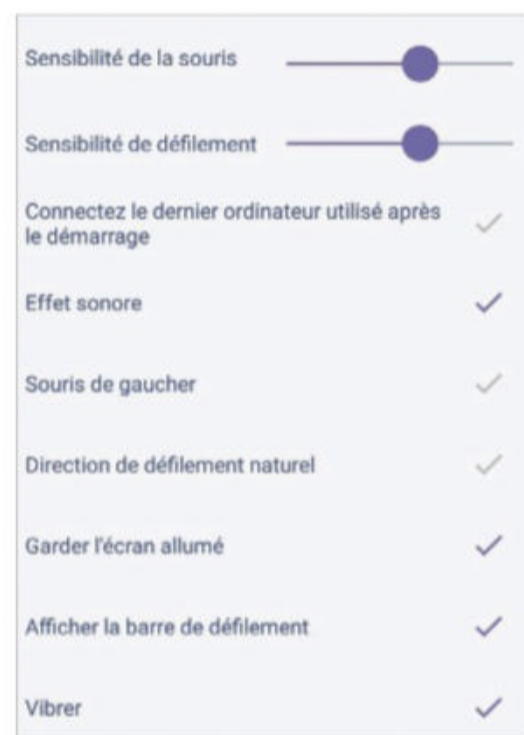 Sensibilité de la souris
Sensibilité de défilement
Connectez le dernier ordinateur utilisé après
le démarrage
Effet sonore
Souris de gaucher
Direction de défilement naturel
Garder l'écran allumé
Afficher la barre de défilement
Vibrer